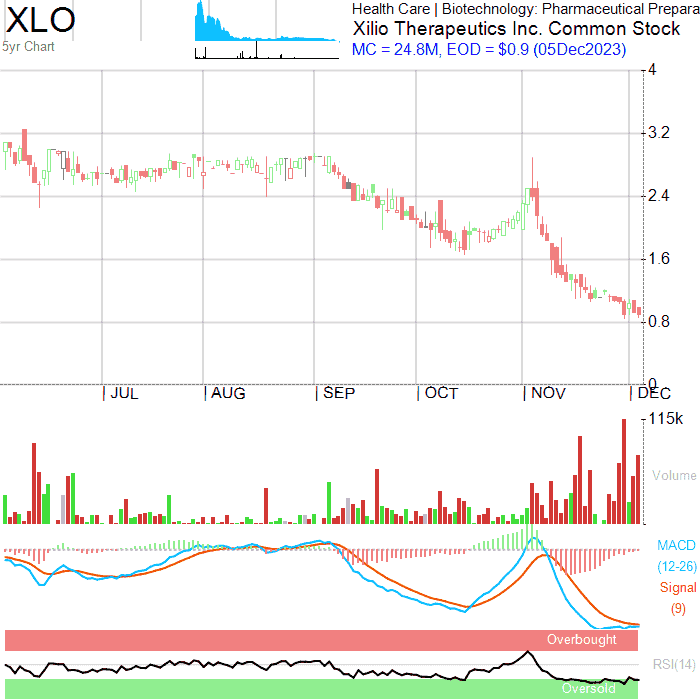 XLO
5yr Chart
Health Care | Biotechnology: Pharmaceutical Prepara
Xilio Therapeutics Inc. Common Stock
MC = 24.8M, EOD = $0.9 (05Dec2023)
4
3.2
2.4
1.6
0.8
0
JUL AUG SEP OCT NOV DEC
115k
Volume
MACD
(12-26)
Signal
(9)
Overbought
RSI(14)
Oversold